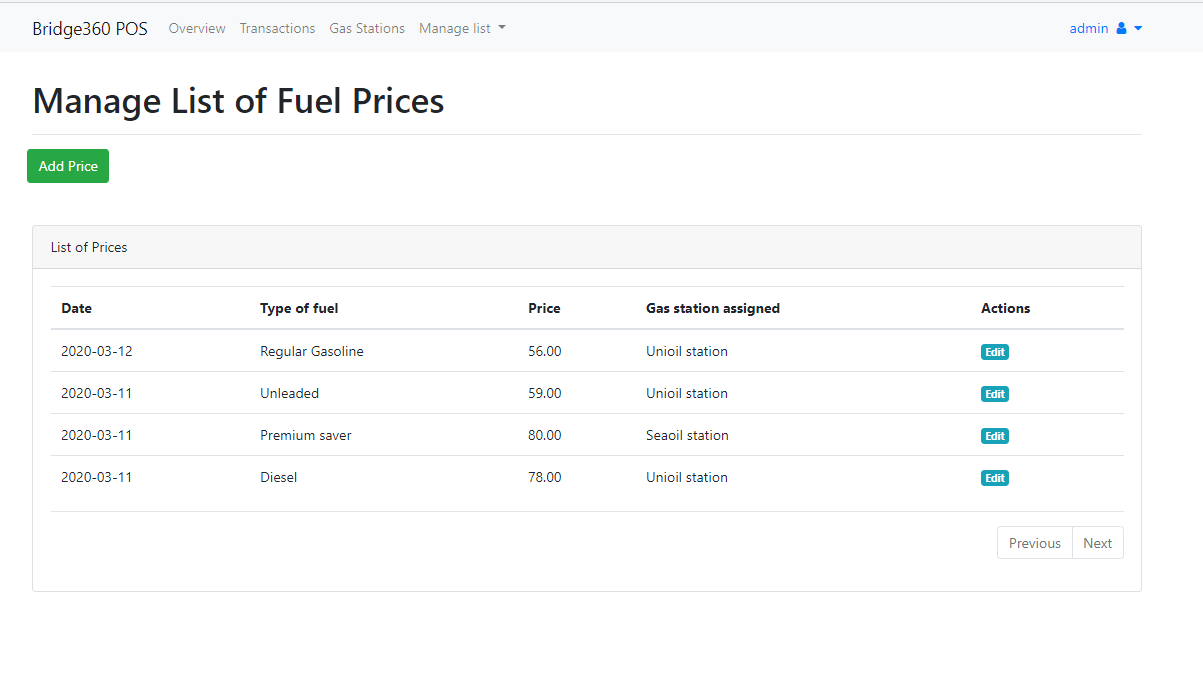 Bridge360 POS Overview Transactions Gas Stations Manage list admin
Manage List of Fuel Prices
Add Price
List of Prices
Date Type of fuel Price Gas station assigned Actions
2020-03-12 Regular Gasoline 56.00 Unioil station Edit
2020-03-11 Unleaded 59.00 Unioil station Edit
2020-03-11 Premium saver 80.00 Seaoil station Edit
2020-03-11 Diesel 78.00 Unioil station Edit
Previous Next